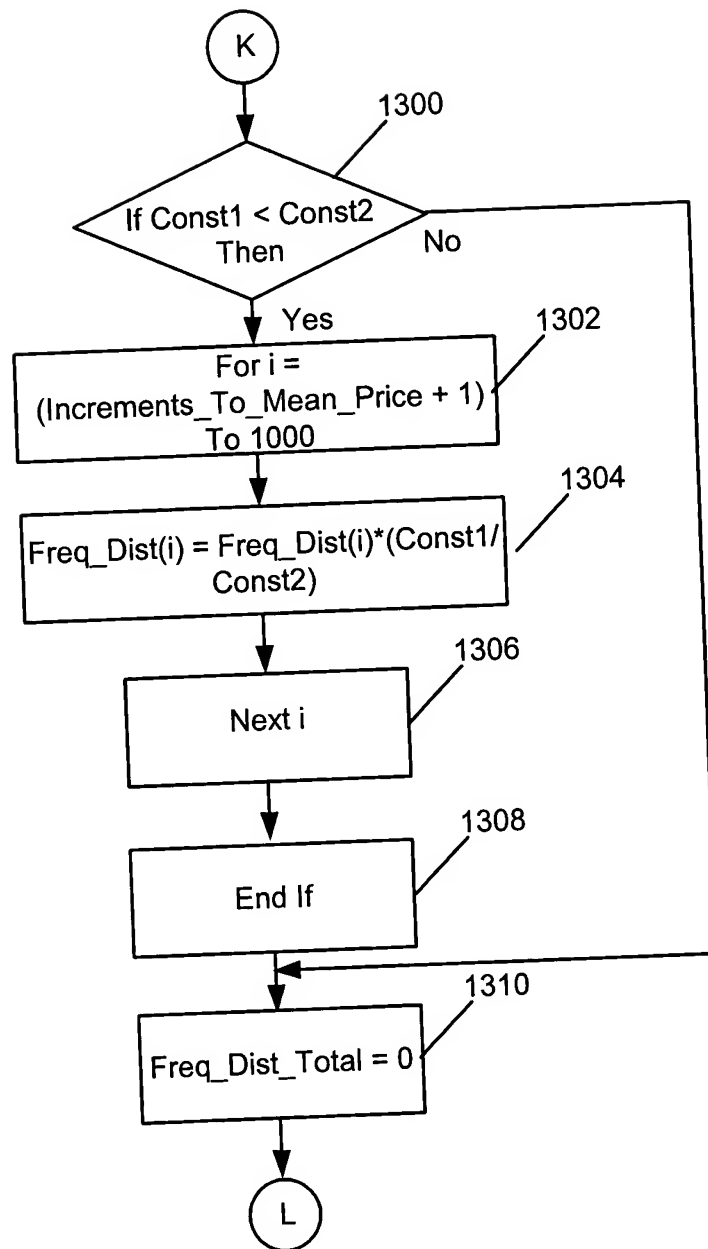 K
1300
If Const1 < Const2
Then
No
Yes
1302
For i =
(Increments_To_Mean_Price + 1)
To 1000
1304
Freq_Dist(i) = Freq_Dist(i)*(Const1/
Const2)
1306
Next i
1308
End If
1310
Freq_Dist_Total = 0
L